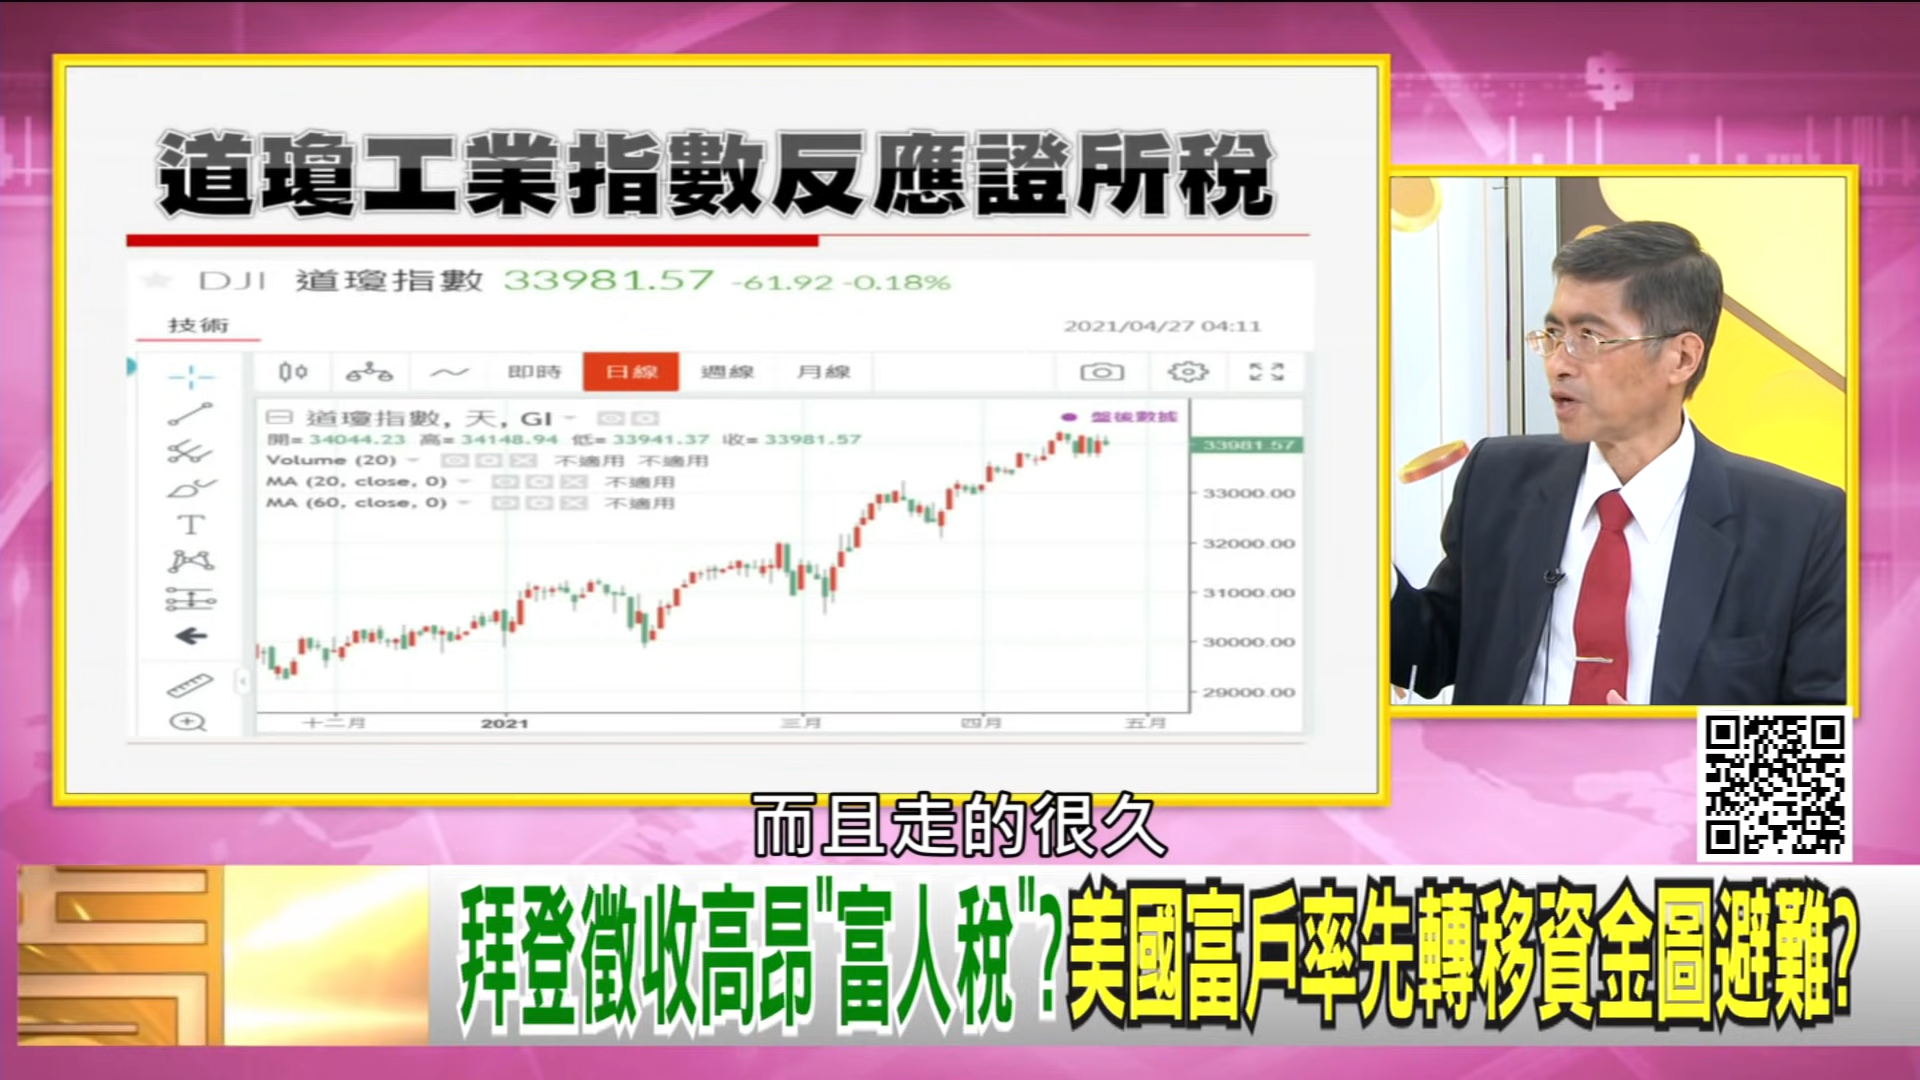 道瓊工業指數反應證所稅
DJI 道瓊指數 33981.57 -61.92 -0.18%
技術
2021/04/27 04:11
即時 日線 週線 月線
道瓊指數, 天, GI
盤後數據
開= 34044.23 高= 34148.94 低= 33941.37 收= 33981.57
Volume (20) 不適用 不適用
MA (20, close, 0) 不適用
MA (60, close, 0) 不適用
T
33981.57
33000.00
32000.00
31000.00
30000.00
29000.00
十二月 2021 三月 四月 五月
而且走的很久
拜登徵收高昂"富人稅"?美國富戶率先轉移資金圖避難?